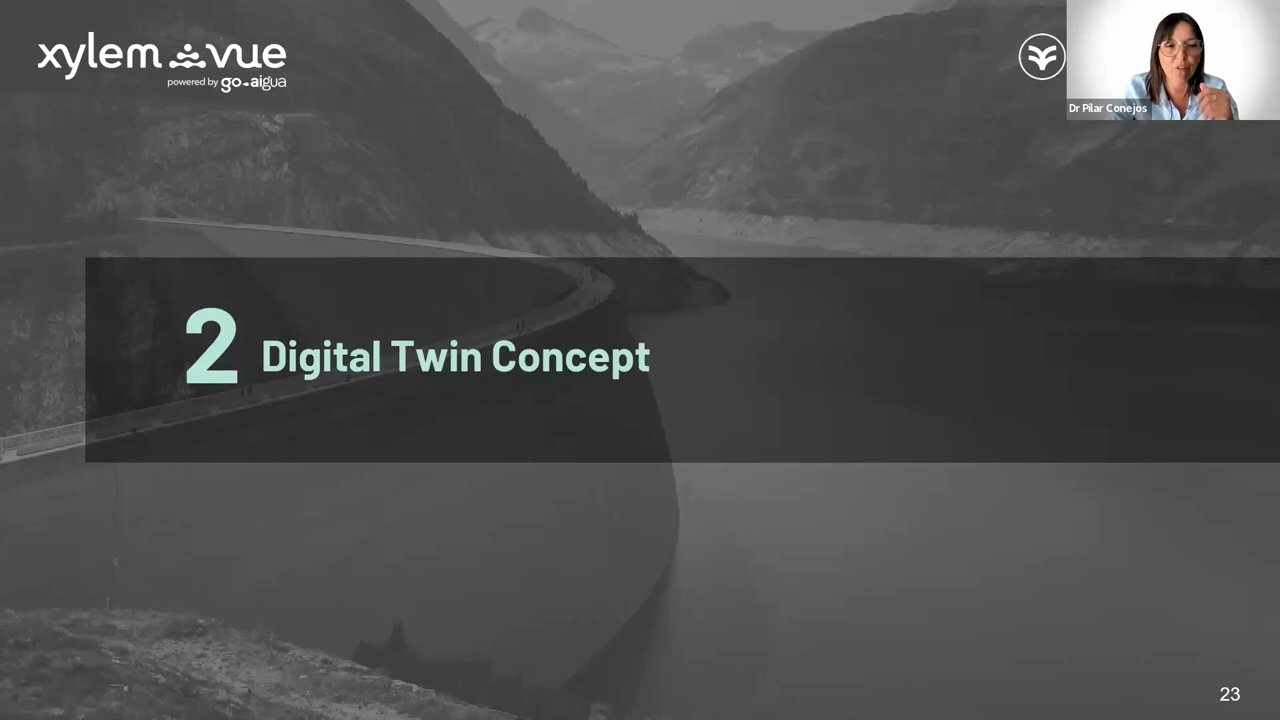 xylem vue
powered by go·aigua
Dr Pilar Conejos
2 Digital Twin Concept
23